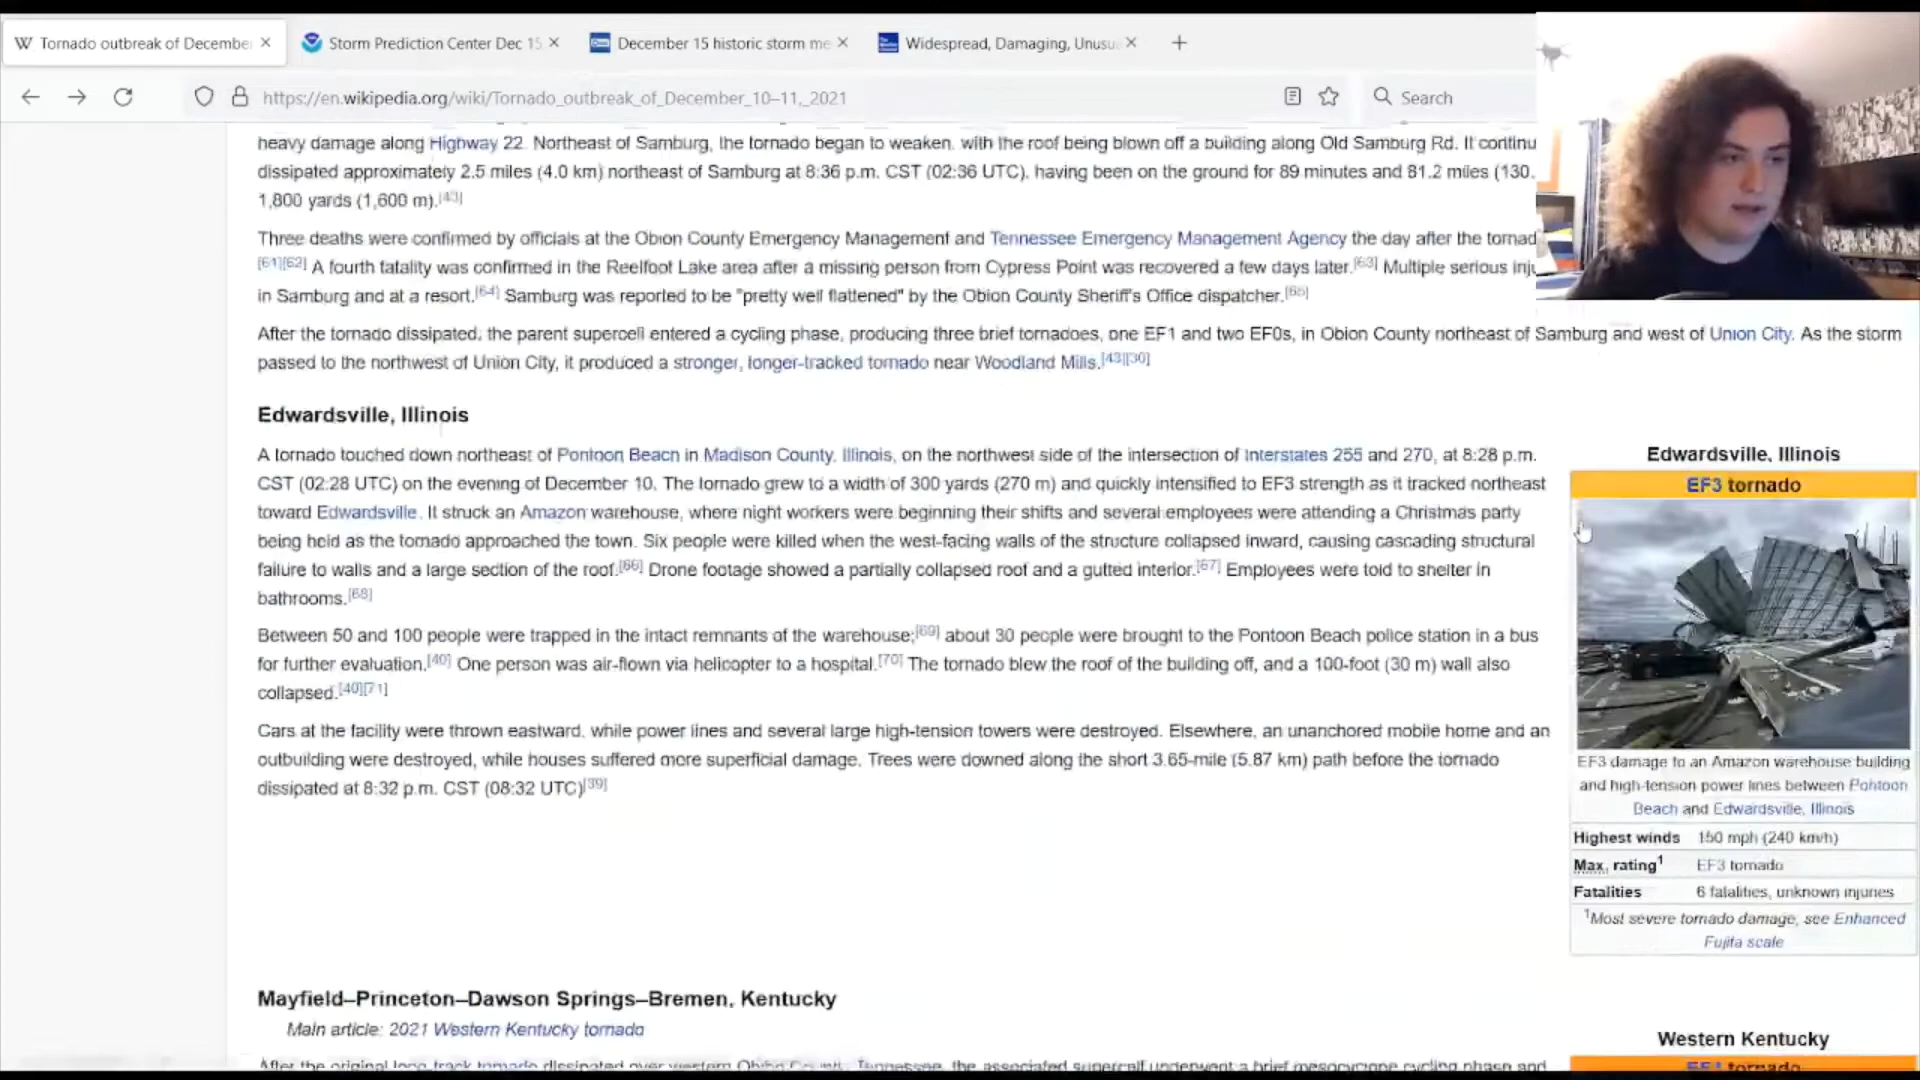 Tornado outbreak of Decembe
Storm Prediction Center Dec 15
December 15 historic storm me
Widespread, Damaging, Unusu
https://en.wikipedia.org/wiki/Tornado_outbreak_of_December_10–11,_2021
Search
heavy damage along Highway 22. Northeast of Samburg, the tornado began to weaken, with the roof being blown off a building along Old Samburg Rd. It continu
dissipated approximately 2.5 miles (4.0 km) northeast of Samburg at 8:36 p.m. CST (02:36 UTC), having been on the ground for 89 minutes and 81.2 miles (130.
1,800 yards (1,600 m).[43]
Three deaths were confirmed by officials at the Obion County Emergency Management and Tennessee Emergency Management Agency the day after the tornad
[61][62] A fourth fatality was confirmed in the Reelfoot Lake area after a missing person from Cypress Point was recovered a few days later.[63] Multiple serious inju
in Samburg and at a resort.[64] Samburg was reported to be "pretty well flattened" by the Obion County Sheriff's Office dispatcher.[65]
After the tornado dissipated, the parent supercell entered a cycling phase, producing three brief tornadoes, one EF1 and two EF0s, in Obion County northeast of Samburg and west of Union City. As the storm
passed to the northwest of Union City, it produced a stronger, longer-tracked tornado near Woodland Mills.[43][30]
Edwardsville, Illinois
A tornado touched down northeast of Pontoon Beach in Madison County, Illinois, on the northwest side of the intersection of Interstates 255 and 270, at 8:28 p.m.
CST (02:28 UTC) on the evening of December 10. The tornado grew to a width of 300 yards (270 m) and quickly intensified to EF3 strength as it tracked northeast
toward Edwardsville. It struck an Amazon warehouse, where night workers were beginning their shifts and several employees were attending a Christmas party
being held as the tornado approached the town. Six people were killed when the west-facing walls of the structure collapsed inward, causing cascading structural
failure to walls and a large section of the roof.[66] Drone footage showed a partially collapsed roof and a gutted interior.[67] Employees were told to shelter in
bathrooms.[68]
Between 50 and 100 people were trapped in the intact remnants of the warehouse;[69] about 30 people were brought to the Pontoon Beach police station in a bus
for further evaluation.[40] One person was air-flown via helicopter to a hospital.[70] The tornado blew the roof of the building off, and a 100-foot (30 m) wall also
collapsed.[40][71]
Cars at the facility were thrown eastward, while power lines and several large high-tension towers were destroyed. Elsewhere, an unanchored mobile home and an
outbuilding were destroyed, while houses suffered more superficial damage. Trees were downed along the short 3.65-mile (5.87 km) path before the tornado
dissipated at 8:32 p.m. CST (08:32 UTC)[39]
Edwardsville, Illinois
EF3 tornado
EF3 damage to an Amazon warehouse building
and high-tension power lines between Pontoon
Beach and Edwardsville, Illinois
Highest winds 150 mph (240 km/h)
Max. rating1 EF3 tornado
Fatalities 6 fatalities, unknown injuries
1Most severe tornado damage, see Enhanced
Fujita scale
Mayfield–Princeton–Dawson Springs–Bremen, Kentucky
Main article: 2021 Western Kentucky tornado
After the original long-track tornado dissipated over western Obion County, Tennessee, the associated supercell underwent a brief mesocyclone cycling phase and
Western Kentucky
EF4 tornado